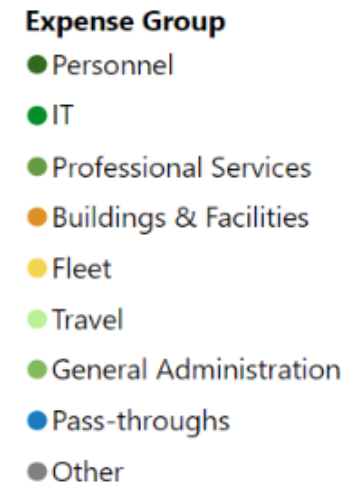 Expense Group
Personnel
IT
Professional Services
Buildings & Facilities
Fleet
Travel
General Administration
Pass-throughs
Other